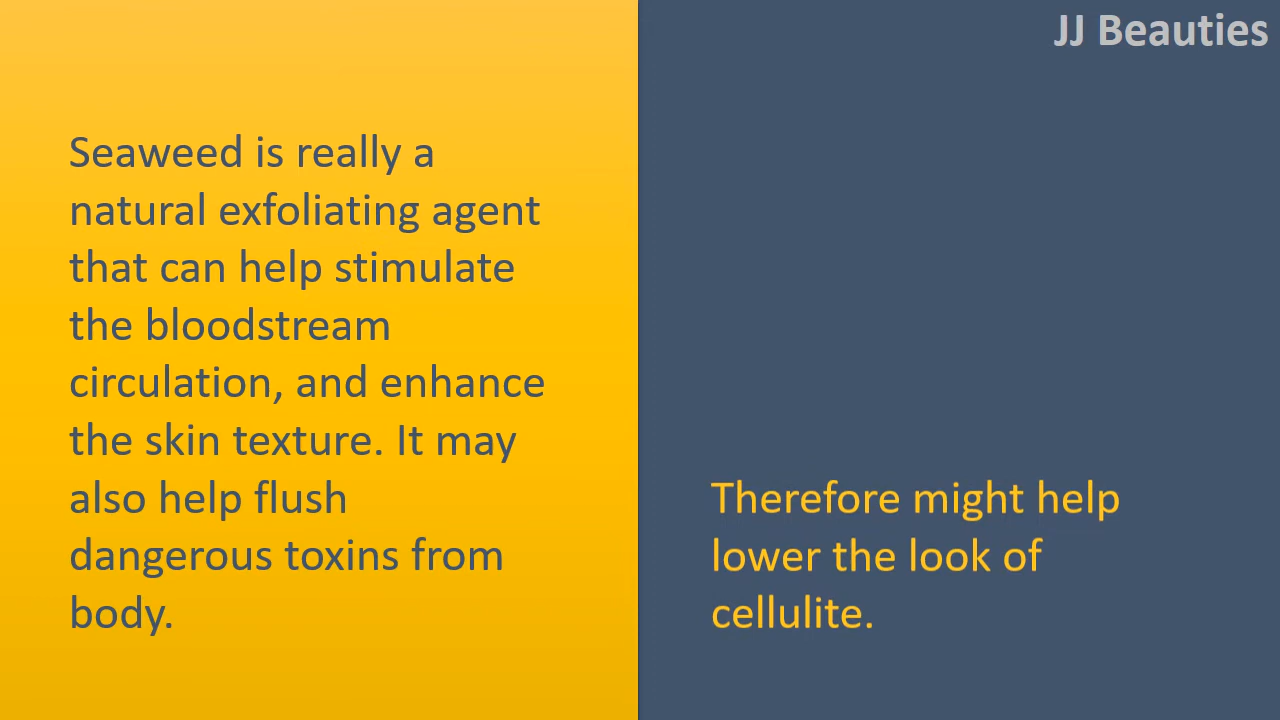 JJ Beauties
Seaweed is really a
natural exfoliating agent
that can help stimulate
the bloodstream
circulation, and enhance
the skin texture. It may
also help flush
dangerous toxins from
body.
Therefore might help
lower the look of
cellulite.